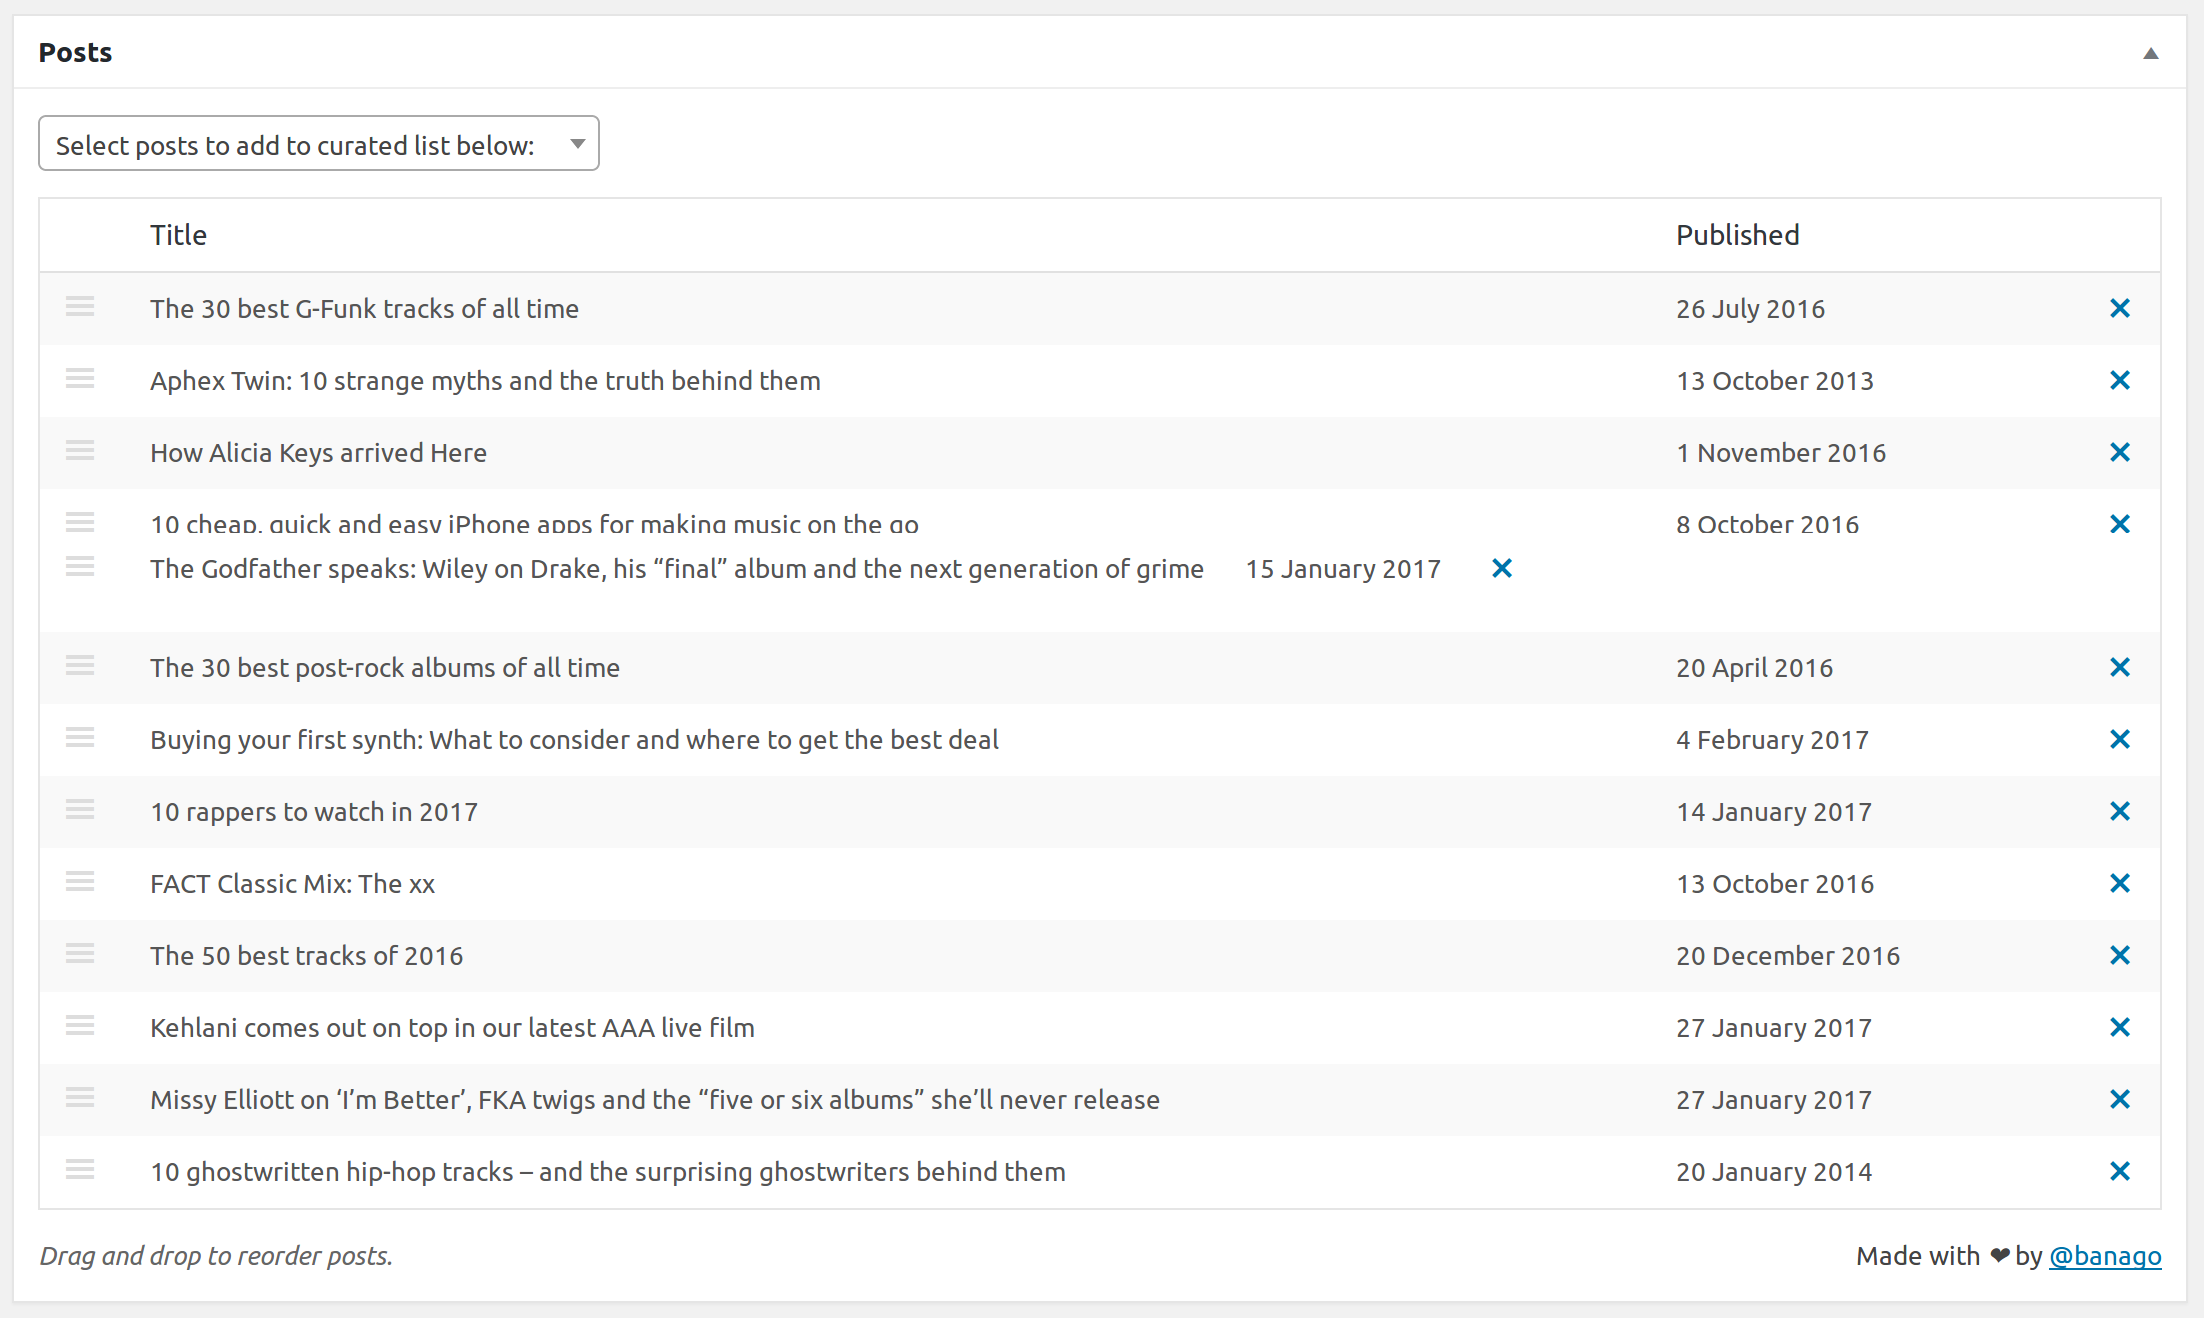 Posts
Select posts to add to curated list below:
Title Published
The 30 best G-Funk tracks of all time 26 July 2016
Aphex Twin: 10 strange myths and the truth behind them 13 October 2013
How Alicia Keys arrived Here 1 November 2016
10 cheap, quick and easy iPhone apps for making music on the go 8 October 2016
The Godfather speaks: Wiley on Drake, his “final” album and the next generation of grime 15 January 2017
The 30 best post-rock albums of all time 20 April 2016
Buying your first synth: What to consider and where to get the best deal 4 February 2017
10 rappers to watch in 2017 14 January 2017
FACT Classic Mix: The xx 13 October 2016
The 50 best tracks of 2016 20 December 2016
Kehlani comes out on top in our latest AAA live film 27 January 2017
Missy Elliott on ‘I’m Better’, FKA twigs and the “five or six albums” she’ll never release 27 January 2017
10 ghostwritten hip-hop tracks – and the surprising ghostwriters behind them 20 January 2014
Drag and drop to reorder posts. Made with ❤ by @banago